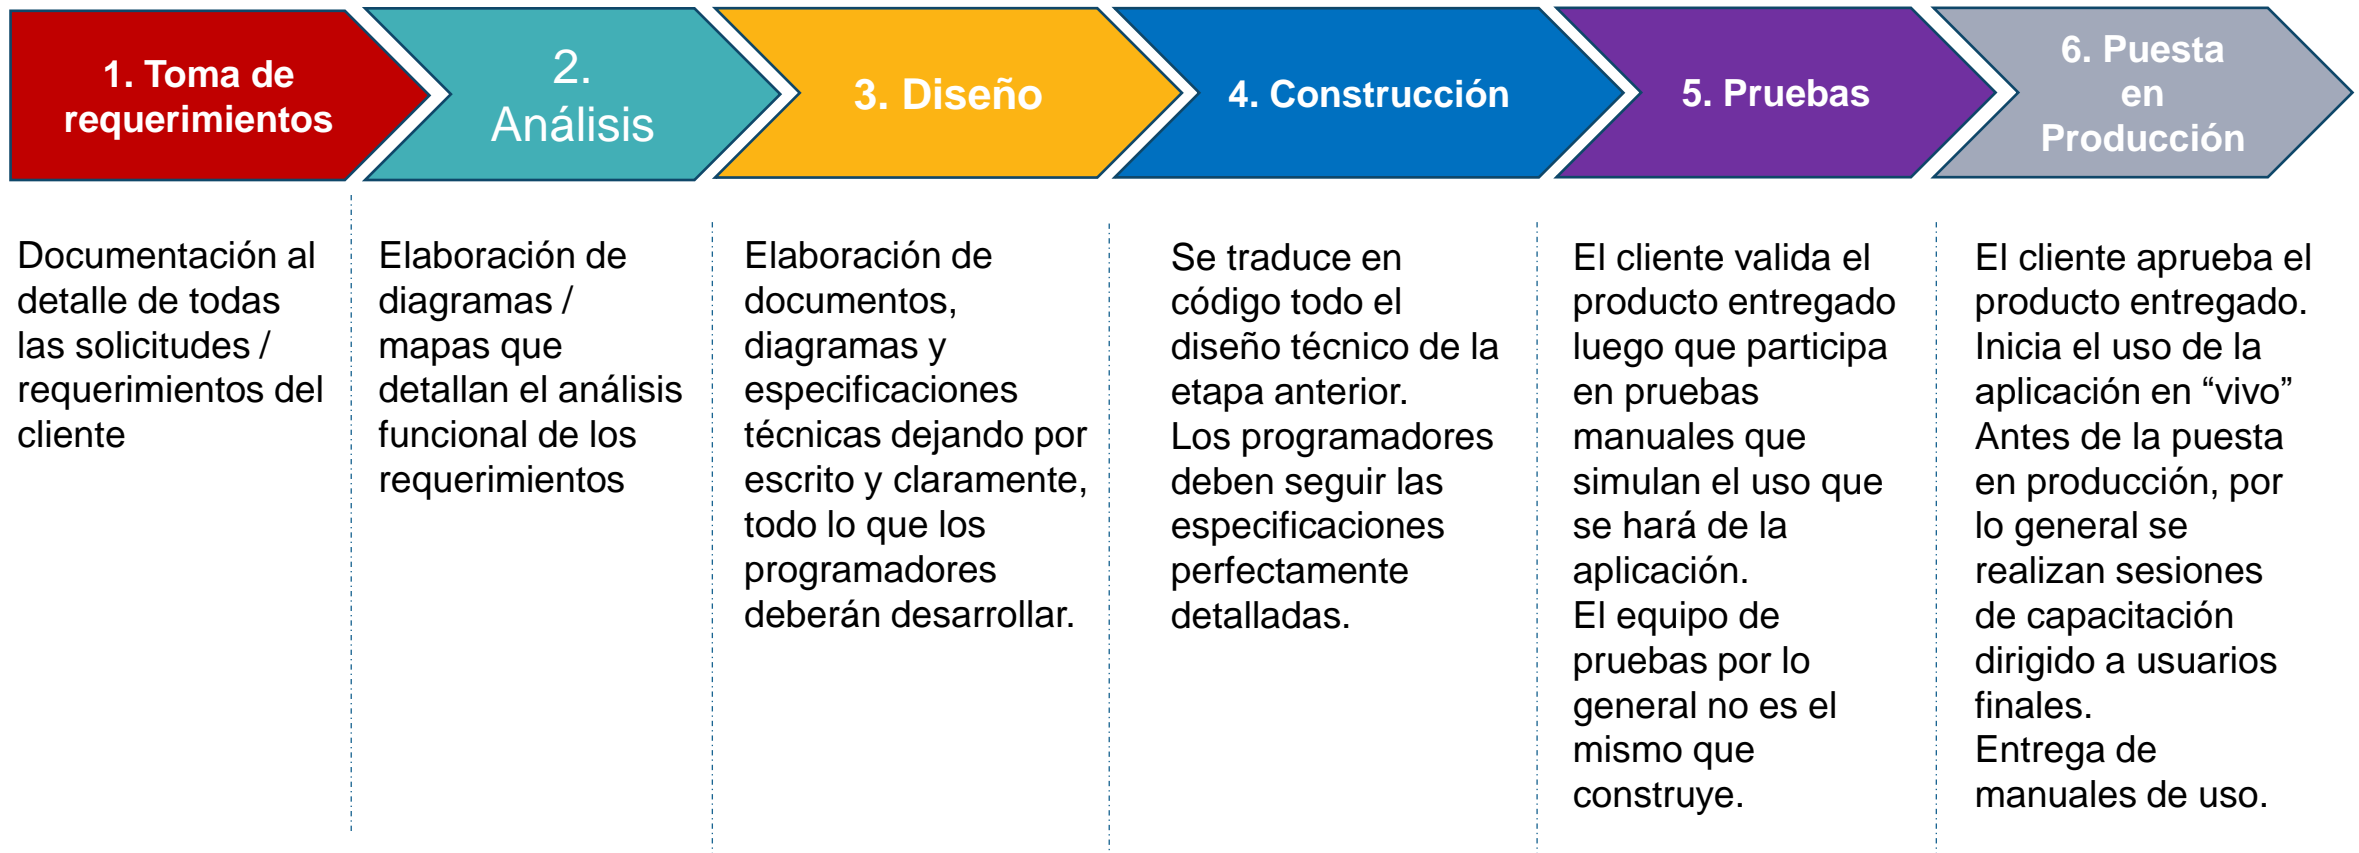 1. Toma de
requerimientos
2.
Análisis
3. Diseño
4. Construcción
5. Pruebas
6. Puesta
en
Producción
Documentación al
detalle de todas
las solicitudes /
requerimientos del
cliente
Elaboración de
diagramas /
mapas que
detallan el análisis
funcional de los
requerimientos
Elaboración de
documentos,
diagramas y
especificaciones
técnicas dejando por
escrito y claramente,
todo lo que los
programadores
deberán desarrollar.
Se traduce en
código todo el
diseño técnico de la
etapa anterior.
Los programadores
deben seguir las
especificaciones
perfectamente
detalladas.
El cliente valida el
producto entregado
luego que participa
en pruebas
manuales que
simulan el uso que
se hará de la
aplicación.
El equipo de
pruebas por lo
general no es el
mismo que
construye.
El cliente aprueba el
producto entregado.
Inicia el uso de la
aplicación en “vivo”
Antes de la puesta
en producción, por
lo general se
realizan sesiones
de capacitación
dirigido a usuarios
finales.
Entrega de
manuales de uso.